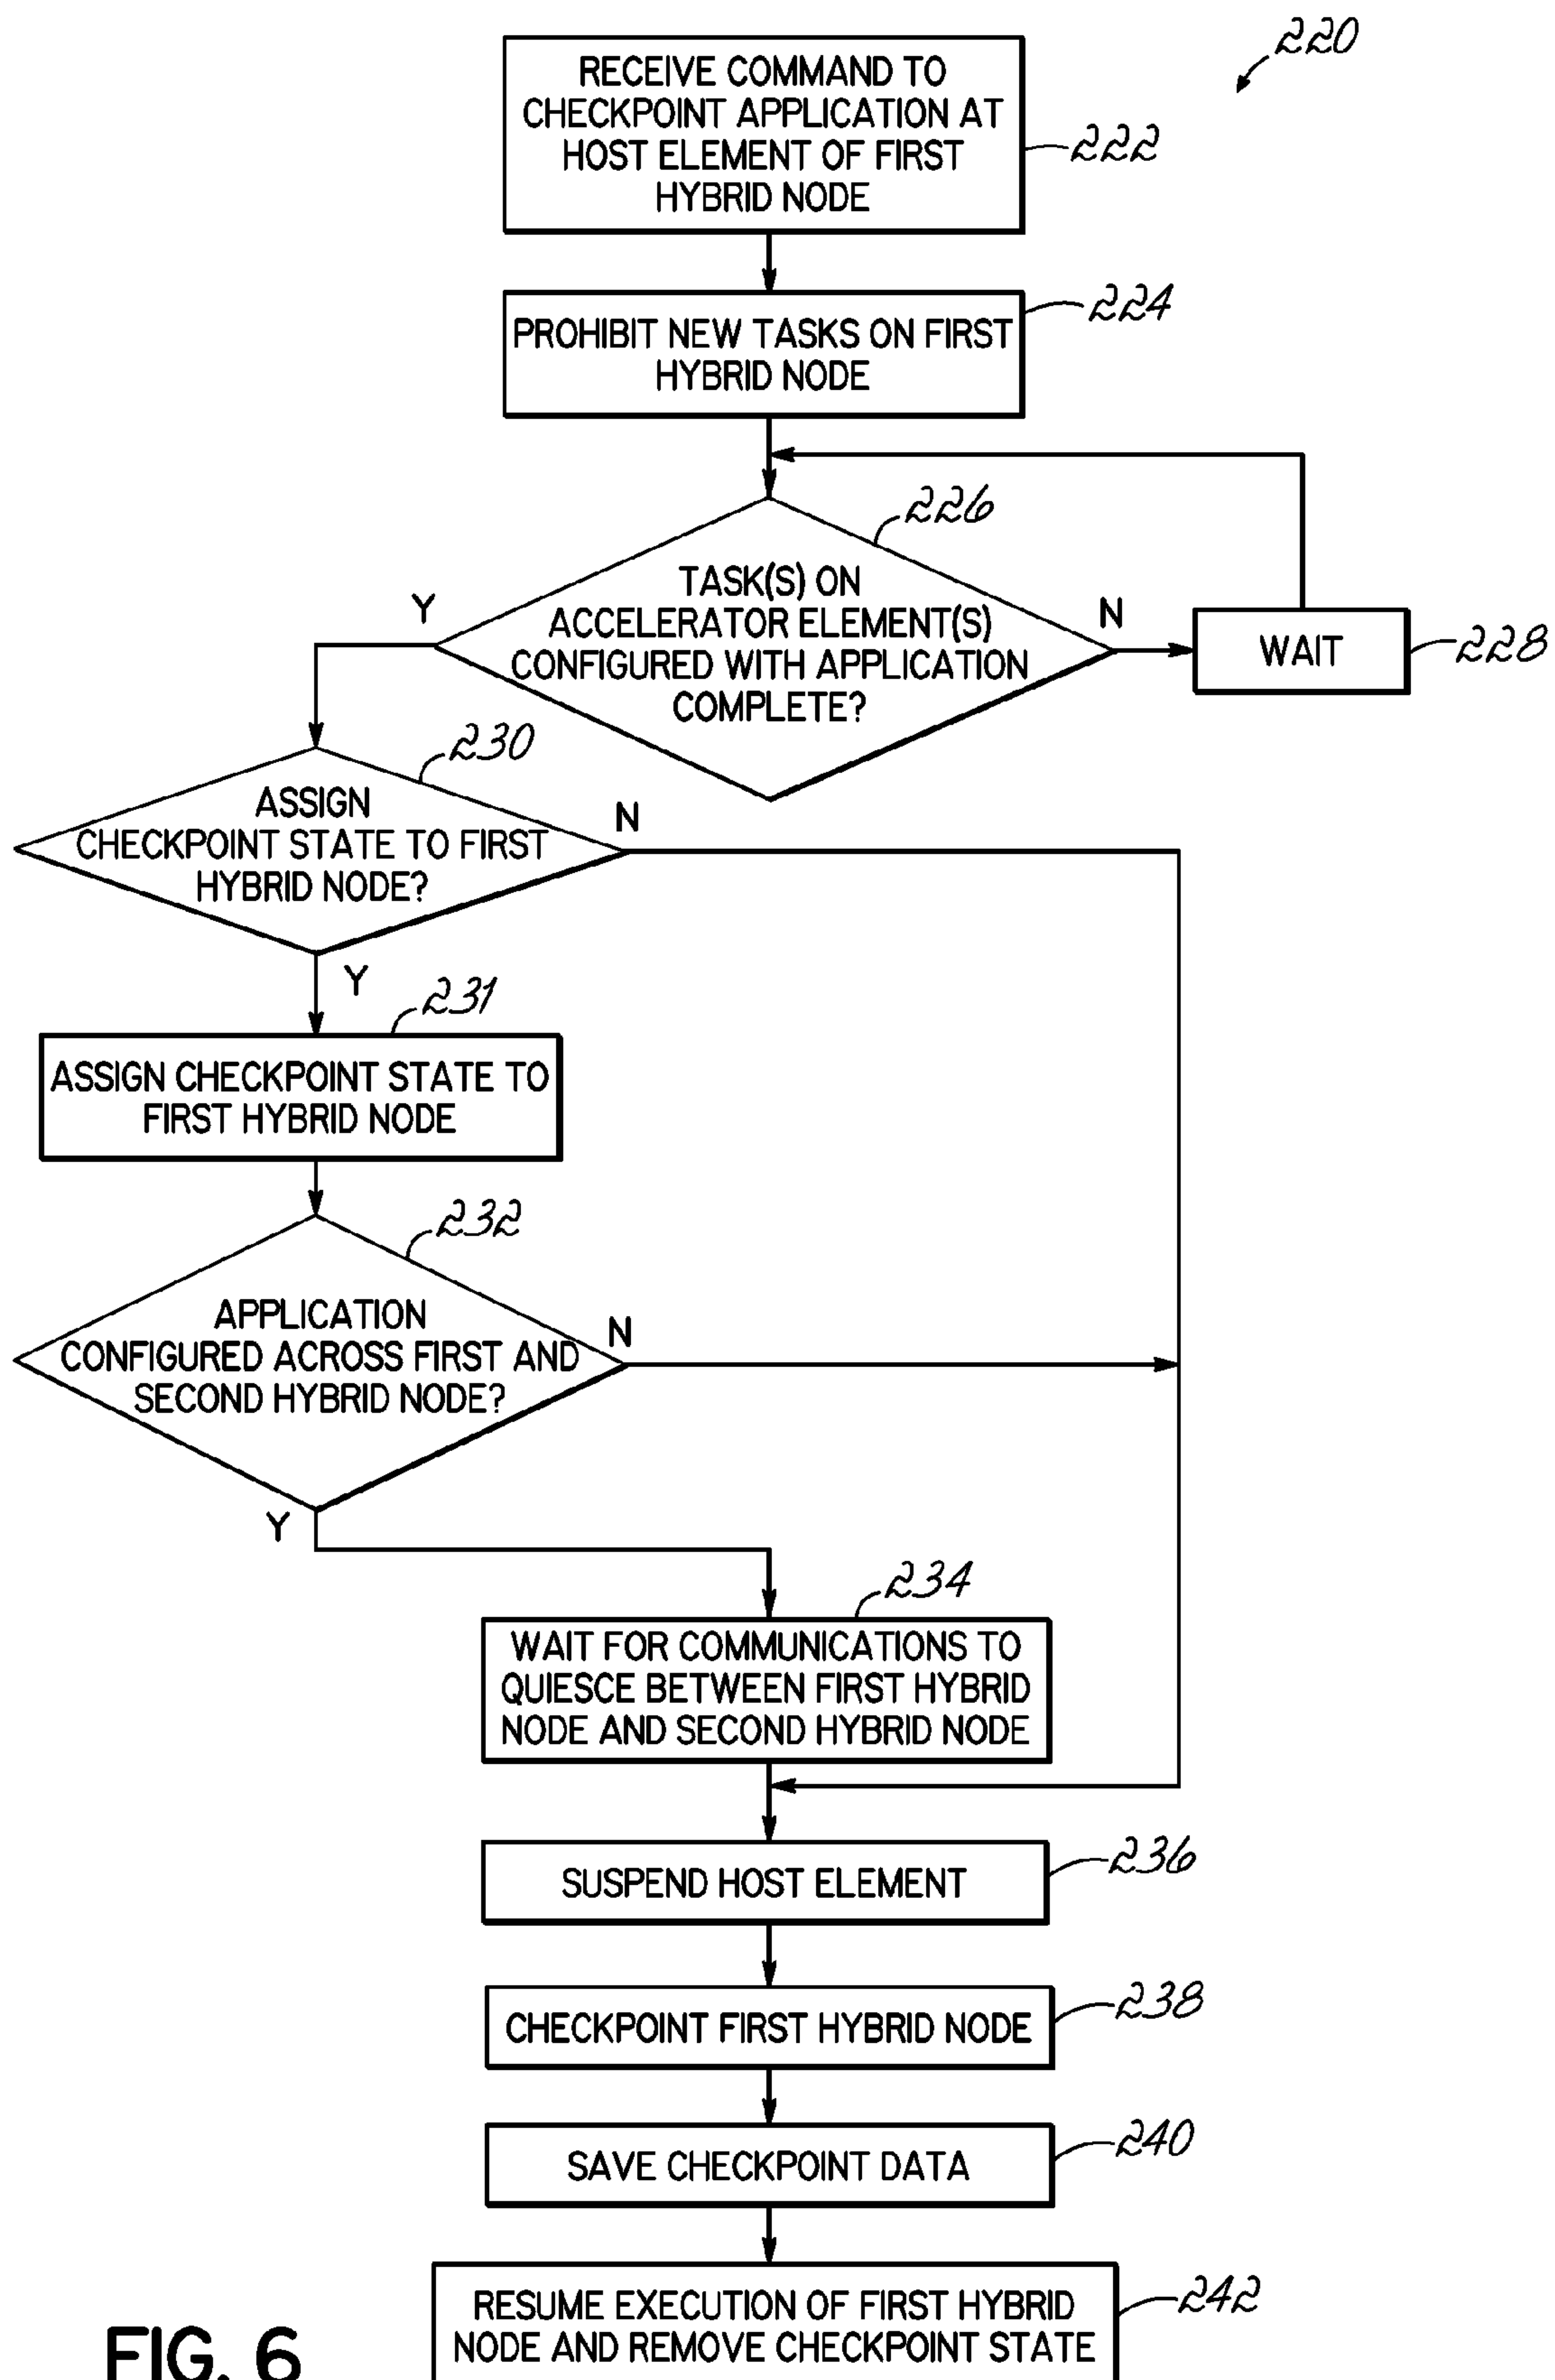 220
RECEIVE COMMAND TO
CHECKPOINT APPLICATION AT
HOST ELEMENT OF FIRST
HYBRID NODE
222
PROHIBIT NEW TASKS ON FIRST
HYBRID NODE
224
226
TASK(S) ON
ACCELERATOR ELEMENT(S)
CONFIGURED WITH APPLICATION
COMPLETE?
Y
N
WAIT
228
230
ASSIGN
CHECKPOINT STATE TO FIRST
HYBRID NODE?
N
Y
231
ASSIGN CHECKPOINT STATE TO
FIRST HYBRID NODE
232
APPLICATION
CONFIGURED ACROSS FIRST AND
SECOND HYBRID NODE?
N
Y
234
WAIT FOR COMMUNICATIONS TO
QUIESCE BETWEEN FIRST HYBRID
NODE AND SECOND HYBRID NODE
SUSPEND HOST ELEMENT
236
CHECKPOINT FIRST HYBRID NODE
238
SAVE CHECKPOINT DATA
240
RESUME EXECUTION OF FIRST HYBRID
NODE AND REMOVE CHECKPOINT STATE
242
FIG. 6